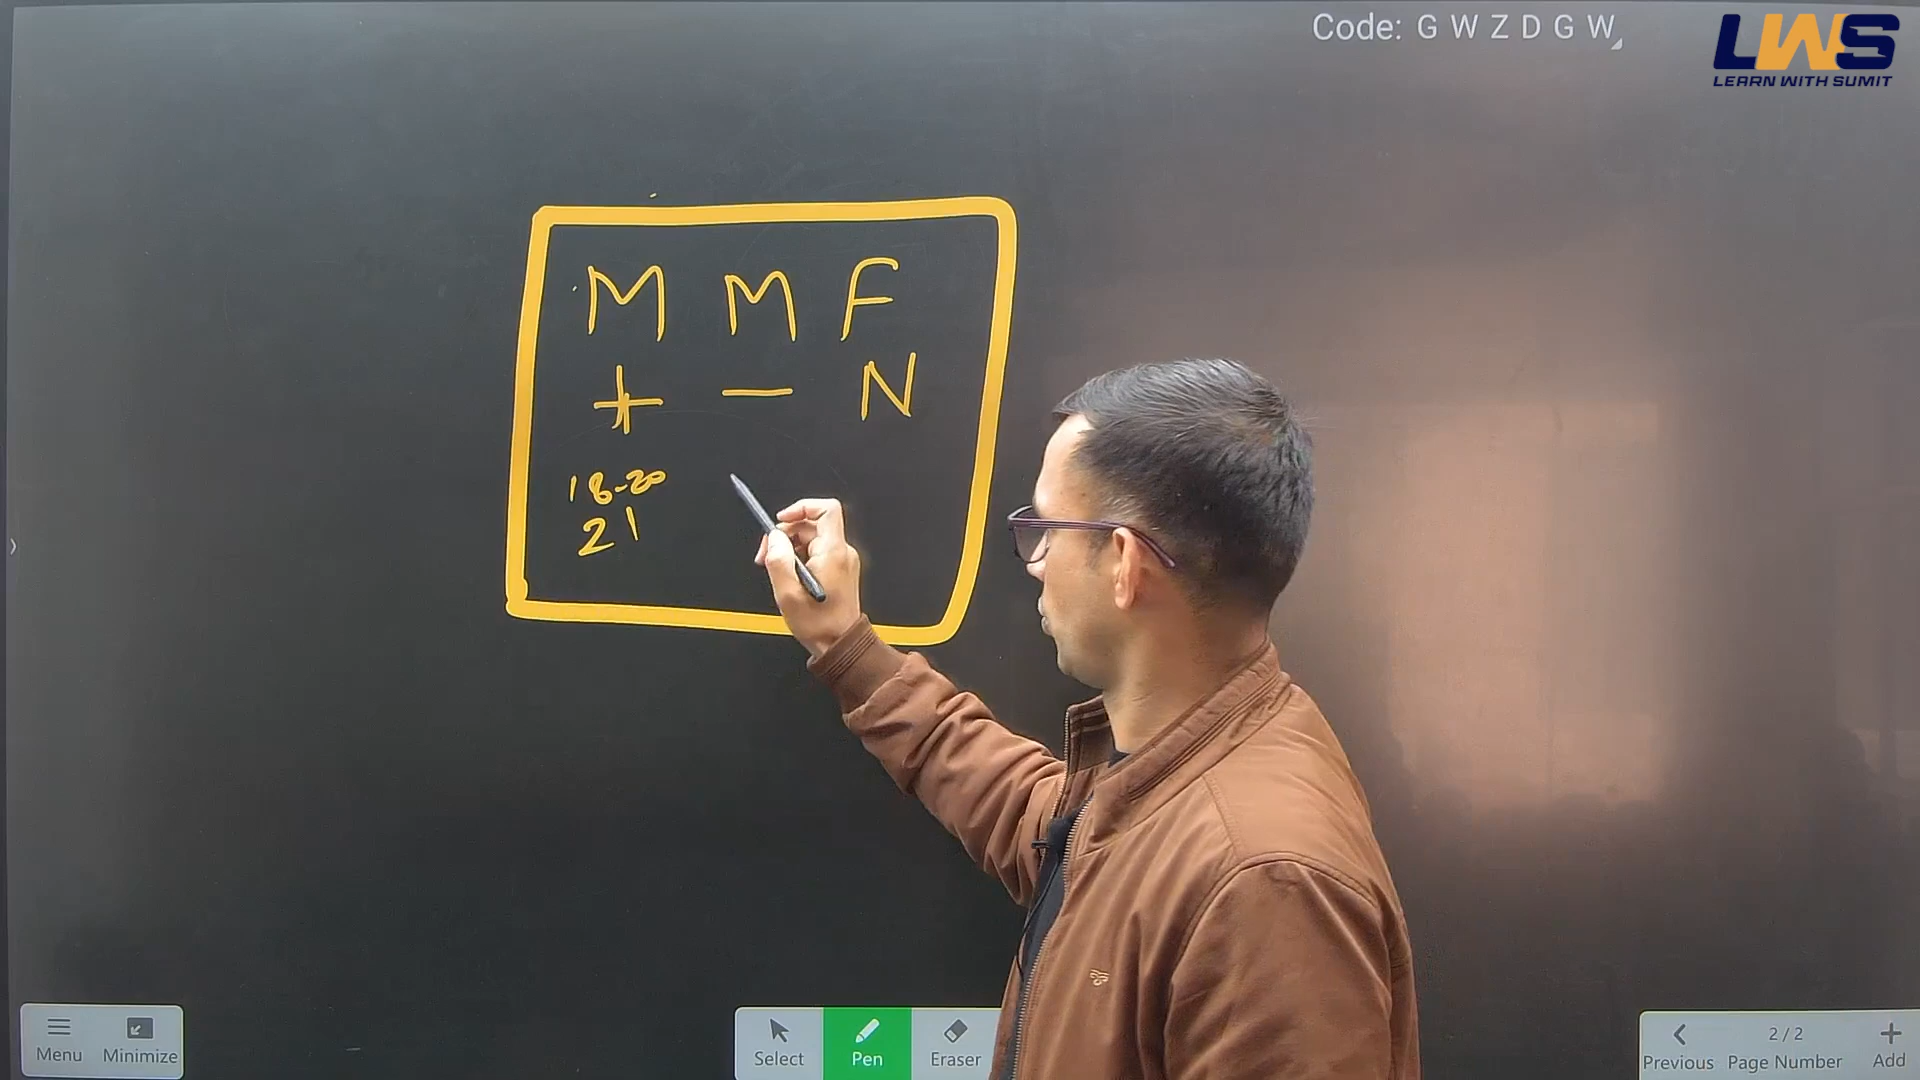 Code: G W Z D G W
LWS
LEARN WITH SUMIT
M M F
+ − N
18-20
21
Menu Minimize
Select Pen Eraser
2 / 2
Previous Page Number Add